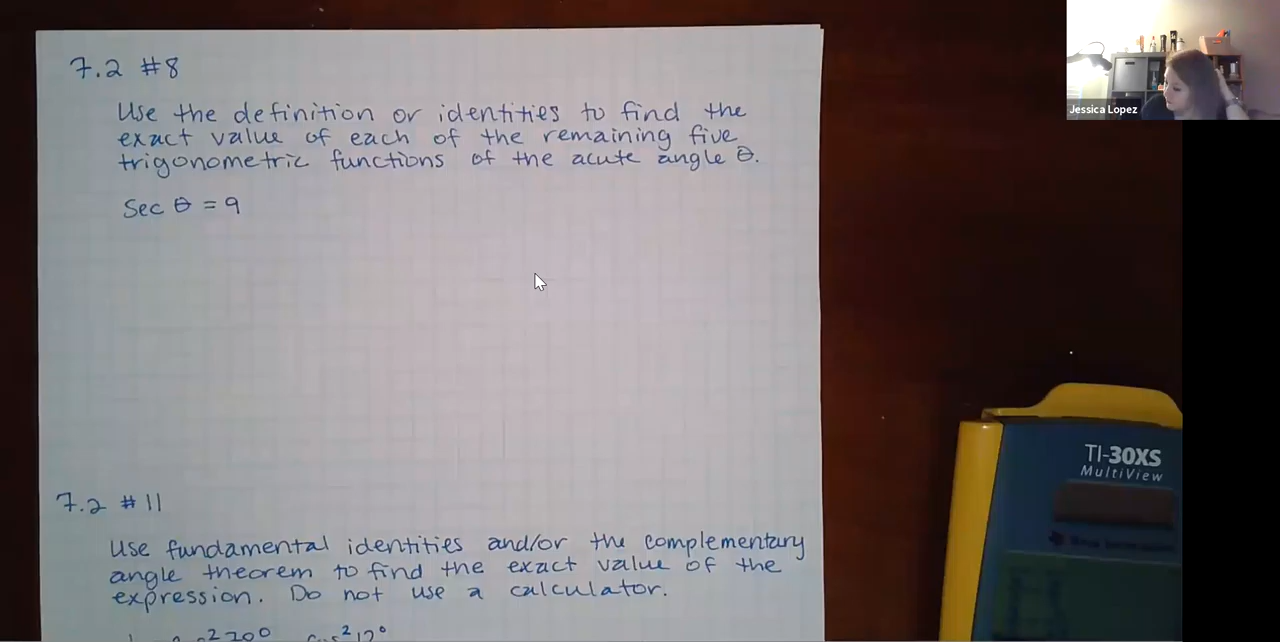 Jessica Lopez
7.2 #8
Use the definition or identities to find the
exact value of each of the remaining five
trigonometric functions of the acute angle θ.
Sec θ = 9
TI-30XS
MultiView
7.2 #11
Use fundamental identities and/or the complementary
angle theorem to find the exact value of the
expression. Do not use a calculator.